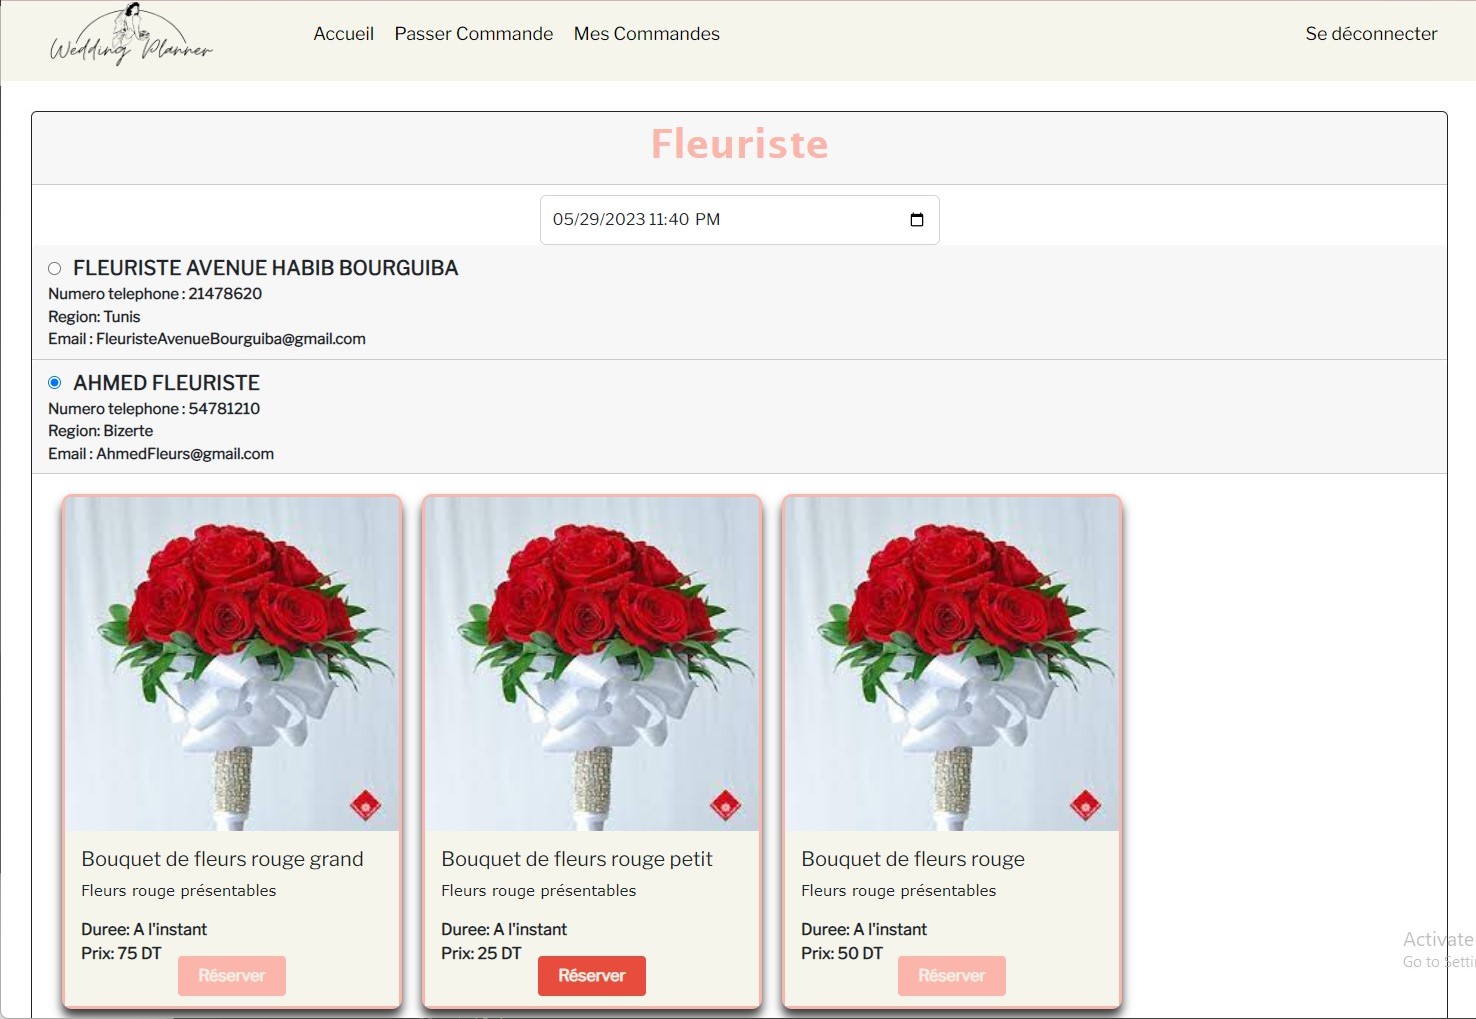 Wedding Planner
Accueil Passer Commande Mes Commandes Se déconnecter
Fleuriste
05/29/2023 11:40 PM
FLEURISTE AVENUE HABIB BOURGUIBA
Numero telephone : 21478620
Region: Tunis
Email : FleuristeAvenueBourguiba@gmail.com
AHMED FLEURISTE
Numero telephone : 54781210
Region: Bizerte
Email : AhmedFleurs@gmail.com
Bouquet de fleurs rouge grand
Fleurs rouge présentables
Duree: A l'instant
Prix: 75 DT
Réserver
Bouquet de fleurs rouge petit
Fleurs rouge présentables
Duree: A l'instant
Prix: 25 DT
Réserver
Bouquet de fleurs rouge
Fleurs rouge présentables
Duree: A l'instant
Prix: 50 DT
Réserver
Activate
Go to Setti